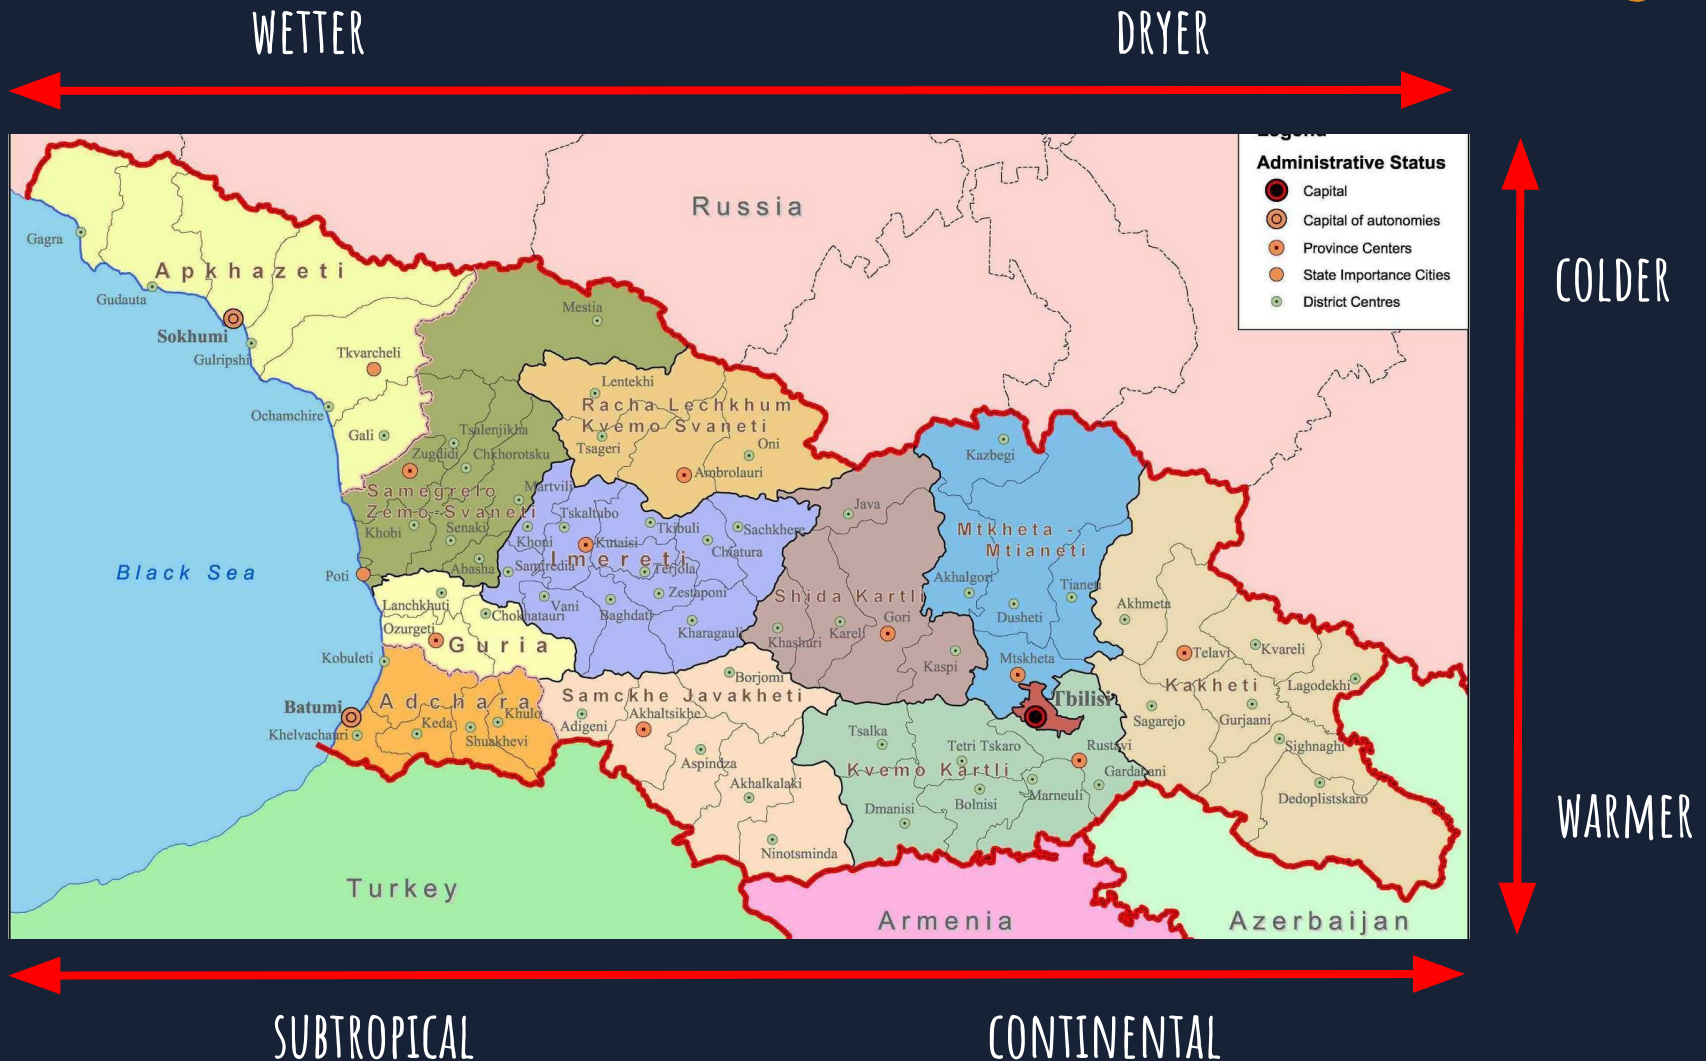 WETTER
DRYER
Legend
Administrative Status
Capital
Capital of autonomies
Province Centers
State Importance Cities
District Centres
COLDER
WARMER
Russia
Gagra
Apkhazeti
Gudauta
Sokhumi
Gulripshi
Tkvarcheli
Ochamchire
Gali
Mestia
Lentekhi
Racha Lechkhum
Kvemo Svaneti
Tsageri
Oni
Ambrolauri
Tsalenjikha
Zugdidi
Chkhorotsku
Samegrelo
Zemo-Svaneti
Martvili
Khobi
Senaki
Abasha
Poti
Black Sea
Tskaltubo
Tkibuli
Sachkhere
Khoni
Kutaisi
Chiatura
Imereti
Samtredia
Terjola
Vani
Baghdati
Zestaponi
Kharagauli
Lanchkhuti
Chokhatauri
Ozurgeti
Guria
Kobuleti
Adchara
Batumi
Khelvachauri
Keda
Khulo
Shuakhevi
Java
Shida Kartli
Khashuri
Kareli
Gori
Kaspi
Kazbegi
Mtkheta -
Mtianeti
Akhalgori
Tianeti
Dusheti
Mtskheta
Tbilisi
Akhmeta
Telavi
Kvareli
Kakheti
Lagodekhi
Sagarejo
Gurjaani
Sighnaghi
Dedoplistskaro
Borjomi
Samckhe Javakheti
Adigeni
Akhaltsikhe
Aspindza
Akhalkalaki
Ninotsminda
Tsalka
Tetri Tskaro
Rustavi
Kvemo Kartli
Gardabani
Marneuli
Bolnisi
Dmanisi
Turkey
Armenia
Azerbaijan
SUBTROPICAL
CONTINENTAL